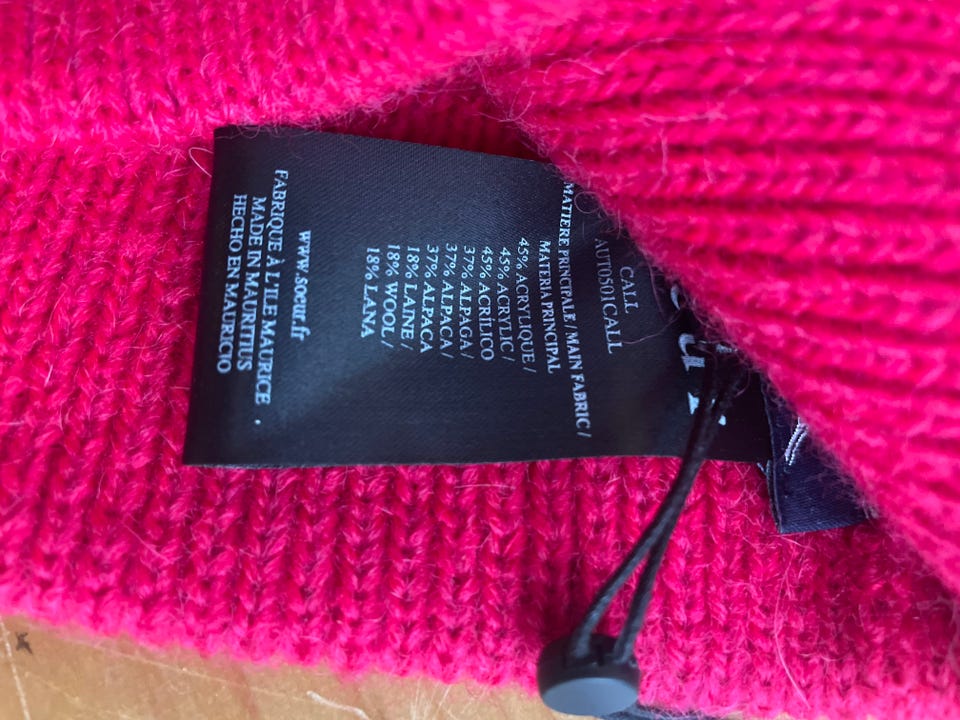 CALL
AUT0501CALL
MATIERE PRINCIPALE / MAIN FABRIC /
MATERIA PRINCIPAL
45% ACRYLIQUE /
45% ACRYLIC /
45% ACRILICO
37% ALPAGA /
37% ALPACA /
37% ALPACA
18% LAINE /
18% WOOL /
18% LANA
www.soeur.fr
FABRIQUE À L'ILE MAURICE
MADE IN MAURITIUS
HECHO EN MAURICIO